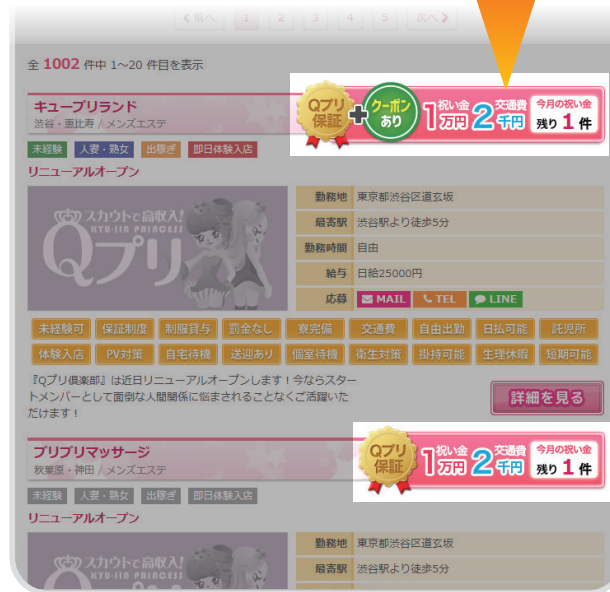 《前へ 1 2 3 4 5 次へ》
全 1002 件中 1～20 件目を表示
キュープリランド
渋谷・恵比寿 / メンズエステ
Qプリ保証 + クーポンあり 祝い金1万円 交通費2千円 今月の祝い金 残り1件
未経験 人妻・熟女 出稼ぎ 即日体験入店
リニューアルオープン
スカウトで高収入!
KYU-JIN PRINCESS
Qプリ
勤務地 東京都渋谷区道玄坂
最寄駅 渋谷駅より徒歩5分
勤務時間 自由
給与 日給25000円
応募 MAIL TEL LINE
未経験可 保証制度 制服貸与 罰金なし 寮完備 交通費 自由出勤 日払可能 託児所
体験入店 PV対策 自宅待機 送迎あり 個室待機 衛生対策 掛持可能 生理休暇 短期可能
『Qプリ倶楽部』は近日リニューアルオープンします！今ならスター
トメンバーとして面倒な人間関係に悩まされることなくご活躍いた
だけます！
詳細を見る
プリプリマッサージ
秋葉原・神田 / メンズエステ
Qプリ保証 祝い金1万円 交通費2千円 今月の祝い金 残り1件
未経験 人妻・熟女 出稼ぎ 即日体験入店
リニューアルオープン
スカウトで高収入!
KYU-JIN PRINCESS
勤務地 東京都渋谷区道玄坂
最寄駅 渋谷駅より徒歩5分